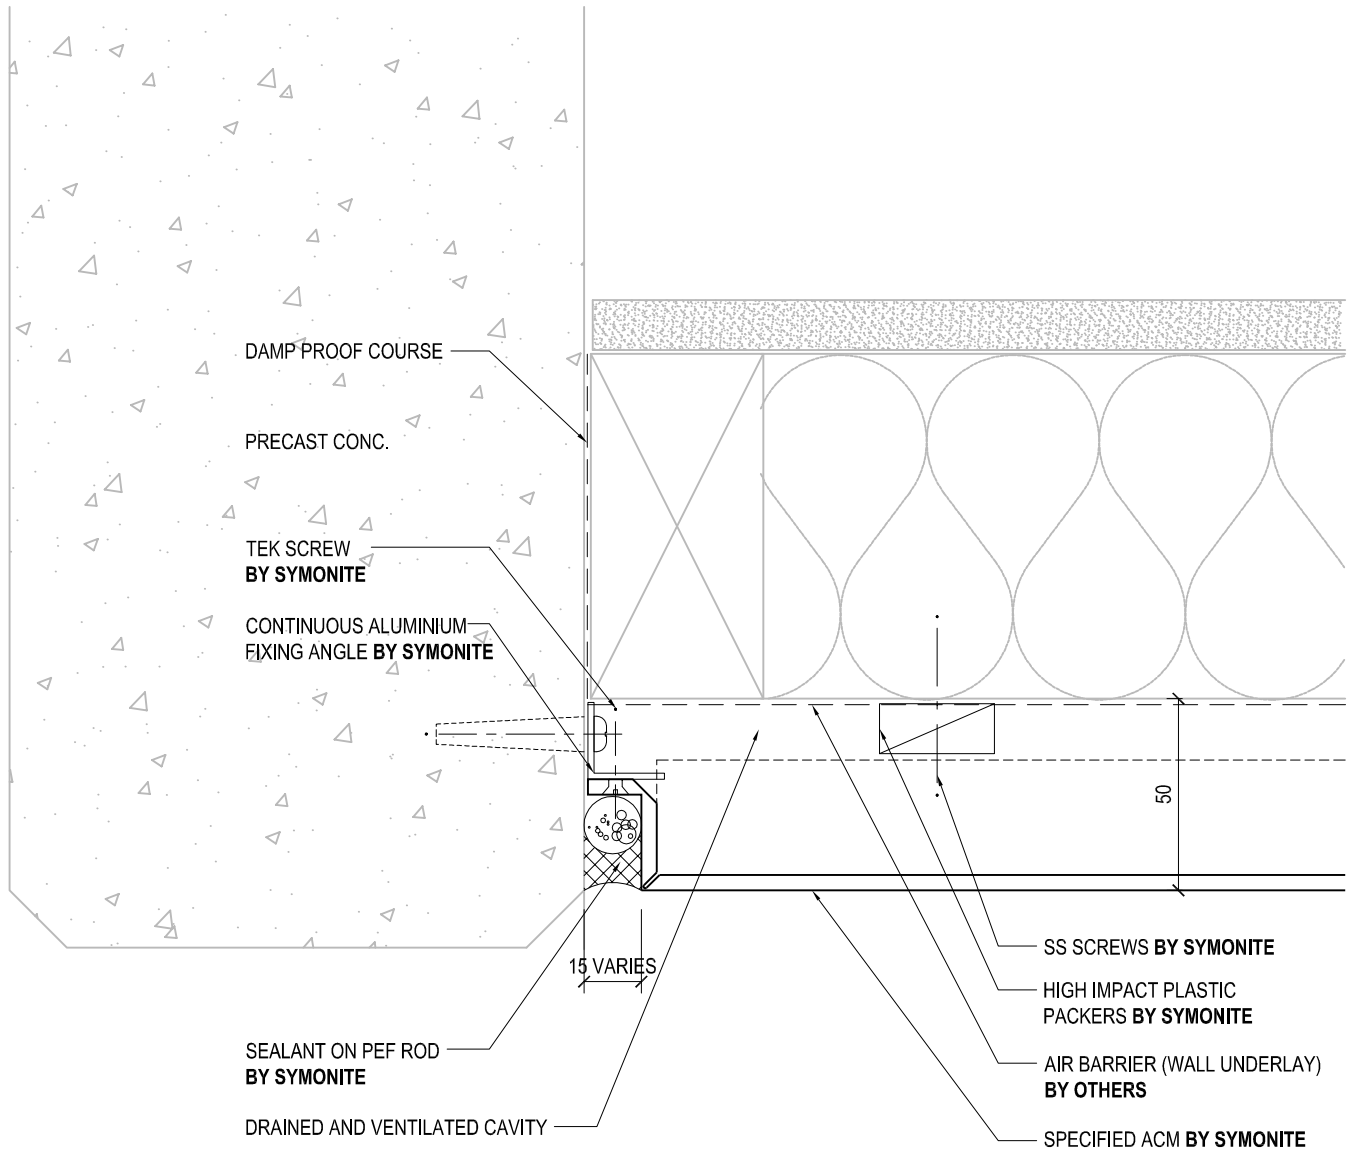 DAMP PROOF COURSE
PRECAST CONC.
TEK SCREW
BY SYMONITE
CONTINUOUS ALUMINIUM
FIXING ANGLE BY SYMONITE
50
15 VARIES
SEALANT ON PEF ROD
BY SYMONITE
DRAINED AND VENTILATED CAVITY
SS SCREWS BY SYMONITE
HIGH IMPACT PLASTIC
PACKERS BY SYMONITE
AIR BARRIER (WALL UNDERLAY)
BY OTHERS
SPECIFIED ACM BY SYMONITE